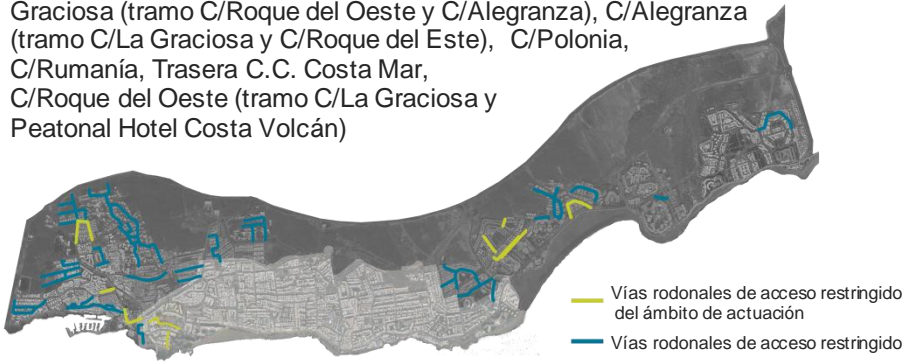 Graciosa (tramo C/Roque del Oeste y C/Alegranza), C/Alegranza
(tramo C/La Graciosa y C/Roque del Este), C/Polonia,
C/Rumanía, Trasera C.C. Costa Mar,
C/Roque del Oeste (tramo C/La Graciosa y
Peatonal Hotel Costa Volcán)
Vías rodonales de acceso restringido
del ámbito de actuación
Vías rodonales de acceso restringido